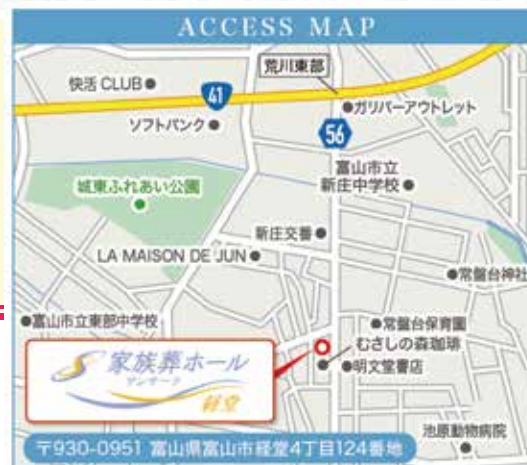 ACCESS MAP
荒川東部
快活 CLUB
41
ガリバーアウトレット
ソフトバンク
56
富山市立
新庄中学校
城東ふれあい公園
新庄交番
LA MAISON DE JUN
常盤台神社
富山市立東部中学校
常盤台保育園
むさしの森珈琲
明文堂書店
家族葬ホール
経堂
池原動物病院
〒930-0951 富山県富山市経堂4丁目124番地